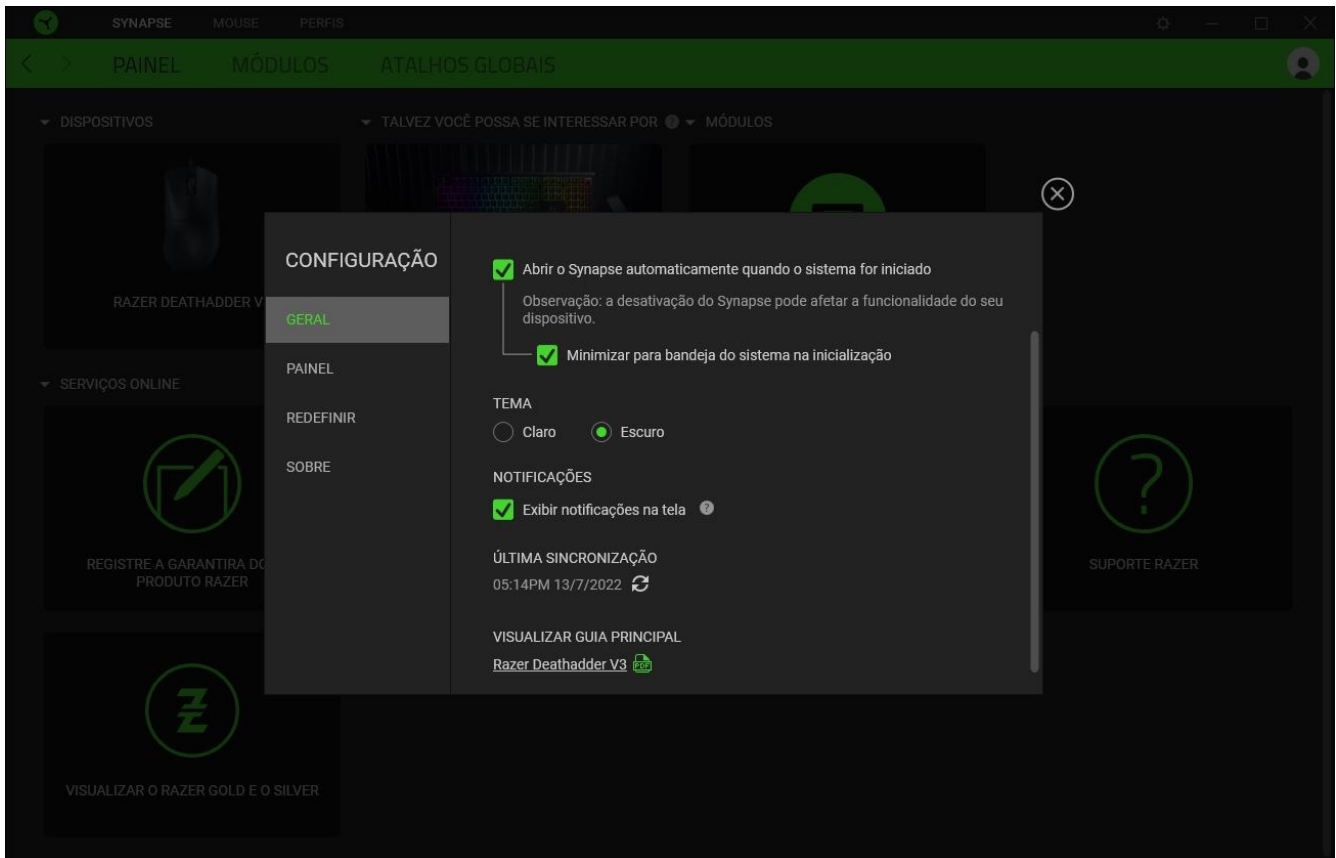 SYNAPSE MOUSE PERFIS
PAINEL MÓDULOS ATALHOS GLOBAIS
DISPOSITIVOS
TALVEZ VOCÊ POSSA SE INTERESSAR POR
MÓDULOS
RAZER DEATHADDER V
SERVIÇOS ONLINE
REGISTRE A GARANTIRA DO
PRODUTO RAZER
SUPORTE RAZER
VISUALIZAR O RAZER GOLD E O SILVER
CONFIGURAÇÃO
GERAL
PAINEL
REDEFINIR
SOBRE
Abrir o Synapse automaticamente quando o sistema for iniciado
Observação: a desativação do Synapse pode afetar a funcionalidade do seu
dispositivo.
Minimizar para bandeja do sistema na inicialização
TEMA
Claro Escuro
NOTIFICAÇÕES
Exibir notificações na tela ?
ÚLTIMA SINCRONIZAÇÃO
05:14PM 13/7/2022
VISUALIZAR GUIA PRINCIPAL
Razer Deathadder V3 PDF